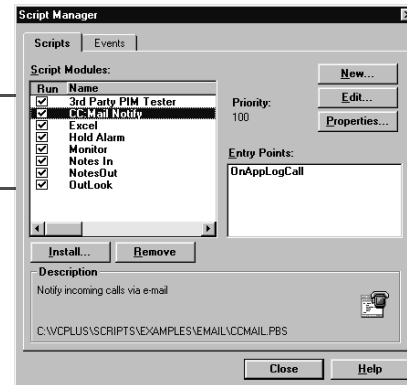 Script Manager
Scripts Events
Script Modules:
Run Name
3rd Party PIM Tester
CC:Mail Notify
Excel
Hold Alarm
Monitor
Notes In
NotesOut
OutLook
Install... Remove
Priority:
100
New...
Edit...
Properties...
Entry Points:
OnAppLogCall
Description
Notify incoming calls via e-mail
C:\VCPLUS\SCRIPTS\EXAMPLES\EMAIL\CCMAIL.PBS
Close Help